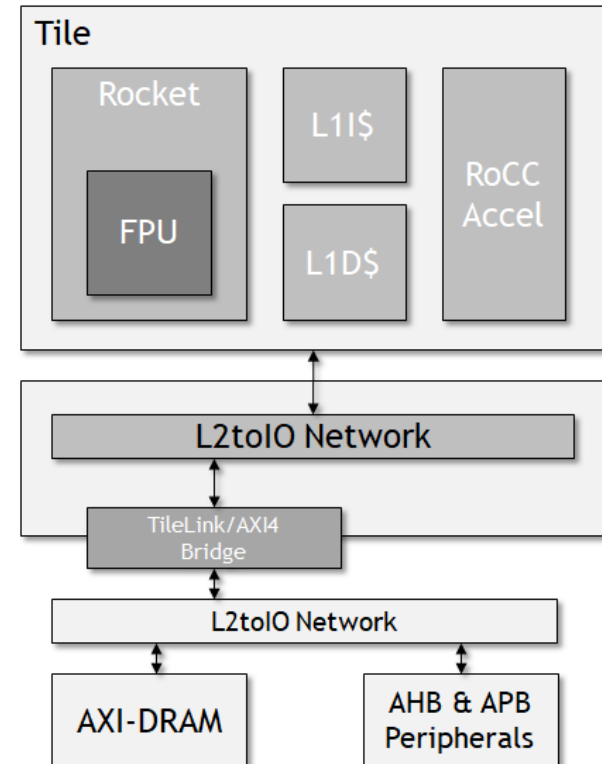 Tile
Rocket
FPU
L1I$
L1D$
RoCC
Accel
L2toIO Network
TileLink/AXI4
Bridge
L2toIO Network
AXI-DRAM
AHB & APB
Peripherals